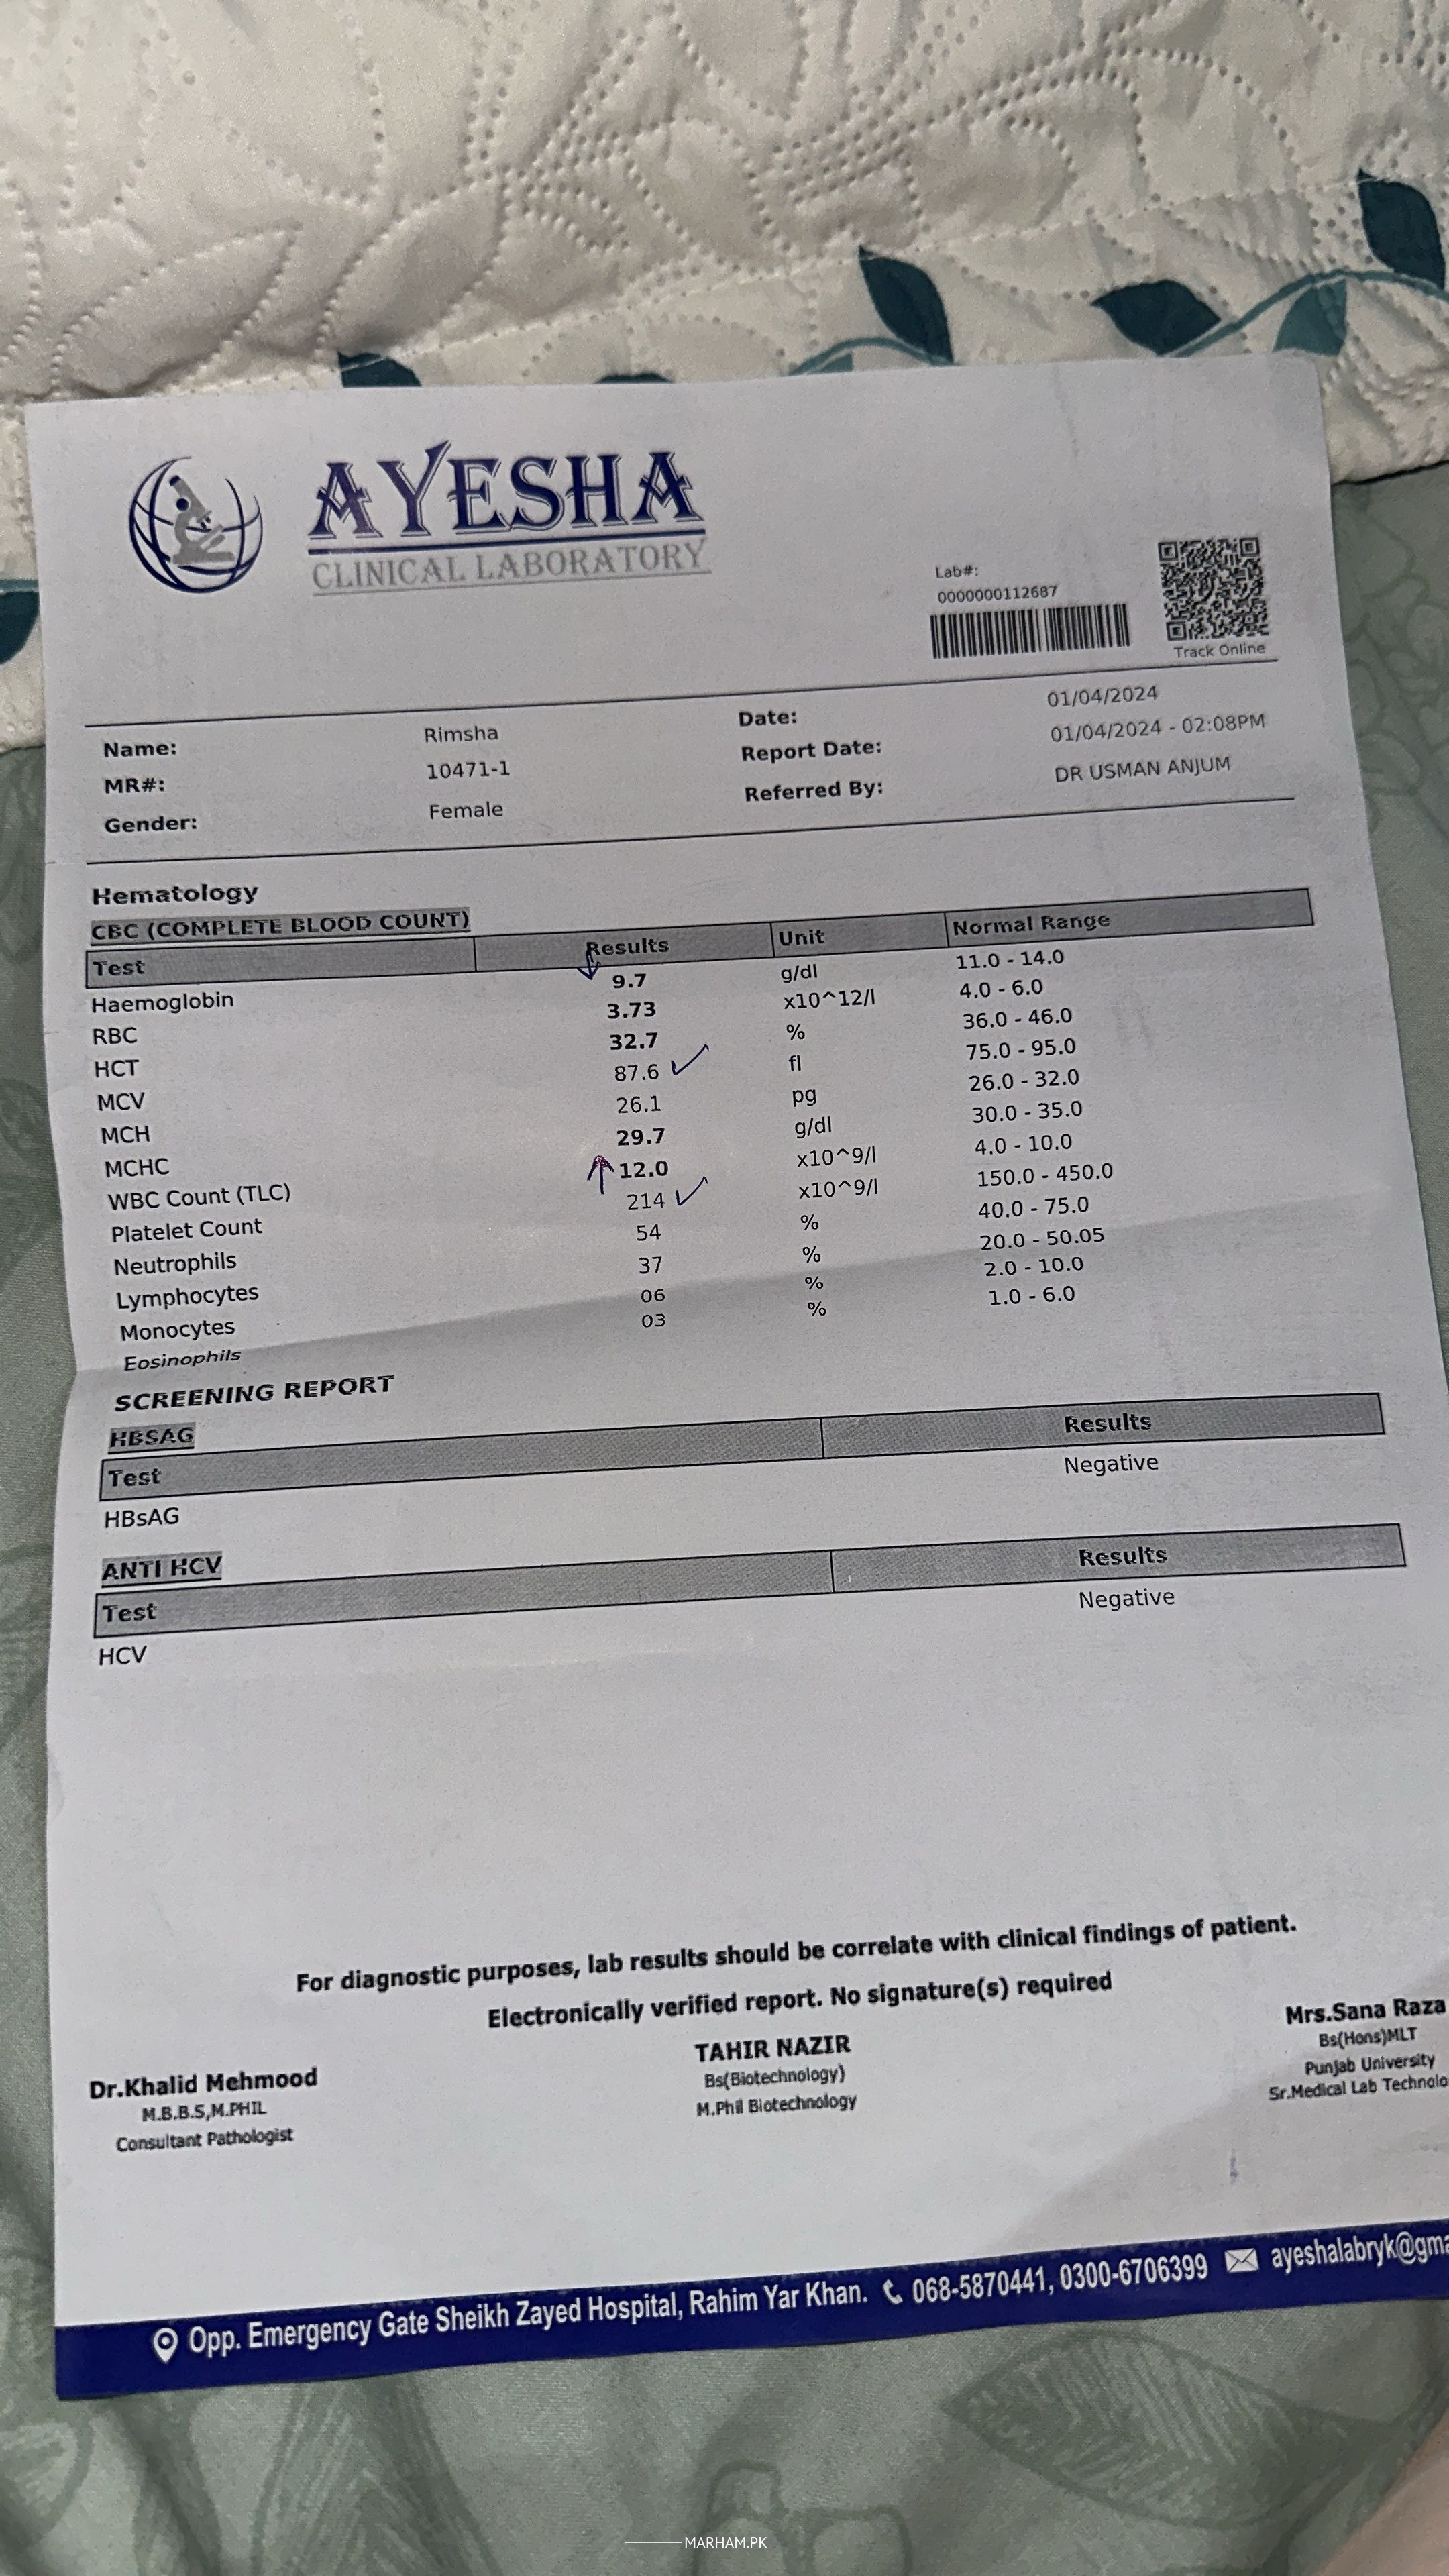 AYESHA
CLINICAL LABORATORY
Lab#:
0000000112687
Track Online
Name: Rimsha Date: 01/04/2024
MR#: 10471-1 Report Date: 01/04/2024 - 02:08PM
Gender: Female Referred By: DR USMAN ANJUM
Hematology
CBC (COMPLETE BLOOD COUNT)
Test Results Unit Normal Range
Haemoglobin 9.7 g/dl 11.0 - 14.0
RBC 3.73 x10^12/l 4.0 - 6.0
HCT 32.7 % 36.0 - 46.0
MCV 87.6 fl 75.0 - 95.0
MCH 26.1 pg 26.0 - 32.0
MCHC 29.7 g/dl 30.0 - 35.0
WBC Count (TLC) 12.0 x10^9/l 4.0 - 10.0
Platelet Count 214 x10^9/l 150.0 - 450.0
Neutrophils 54 % 40.0 - 75.0
Lymphocytes 37 % 20.0 - 50.05
Monocytes 06 % 2.0 - 10.0
Eosinophils 03 % 1.0 - 6.0
SCREENING REPORT
HBSAG
Test Results
HBsAG Negative
ANTI HCV
Test Results
HCV Negative
For diagnostic purposes, lab results should be correlate with clinical findings of patient.
Electronically verified report. No signature(s) required
Dr.Khalid Mehmood
M.B.B.S,M.PHIL
Consultant Pathologist
TAHIR NAZIR
Bs(Biotechnology)
M.Phil Biotechnology
Mrs.Sana Raza
Bs(Hons)MLT
Punjab University
Sr.Medical Lab Technolo
Opp. Emergency Gate Sheikh Zayed Hospital, Rahim Yar Khan. 068-5870441, 0300-6706399 ayeshalabryk@gma
MARHAM.PK